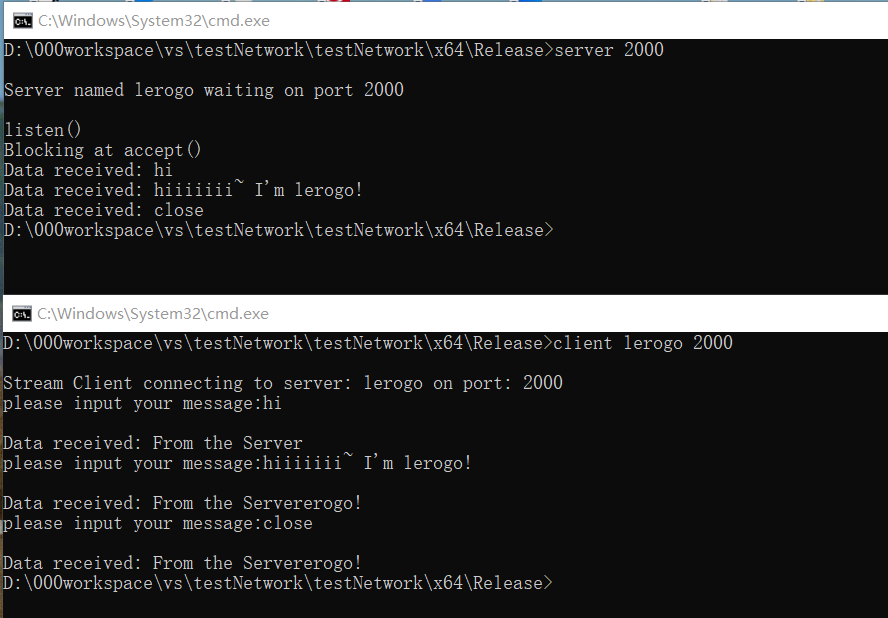 C:\Windows\System32\cmd.exe
D:\000workspace\vs\testNetwork\testNetwork\x64\Release>server 2000
Server named lerogo waiting on port 2000
listen()
Blocking at accept()
Data received: hi
Data received: hiiiiiii~ I'm lerogo!
Data received: close
D:\000workspace\vs\testNetwork\testNetwork\x64\Release>
C:\Windows\System32\cmd.exe
D:\000workspace\vs\testNetwork\testNetwork\x64\Release>client lerogo 2000
Stream Client connecting to server: lerogo on port: 2000
please input your message:hi
Data received: From the Server
please input your message:hiiiiiii~ I'm lerogo!
Data received: From the Servererogo!
please input your message:close
Data received: From the Servererogo!
D:\000workspace\vs\testNetwork\testNetwork\x64\Release>